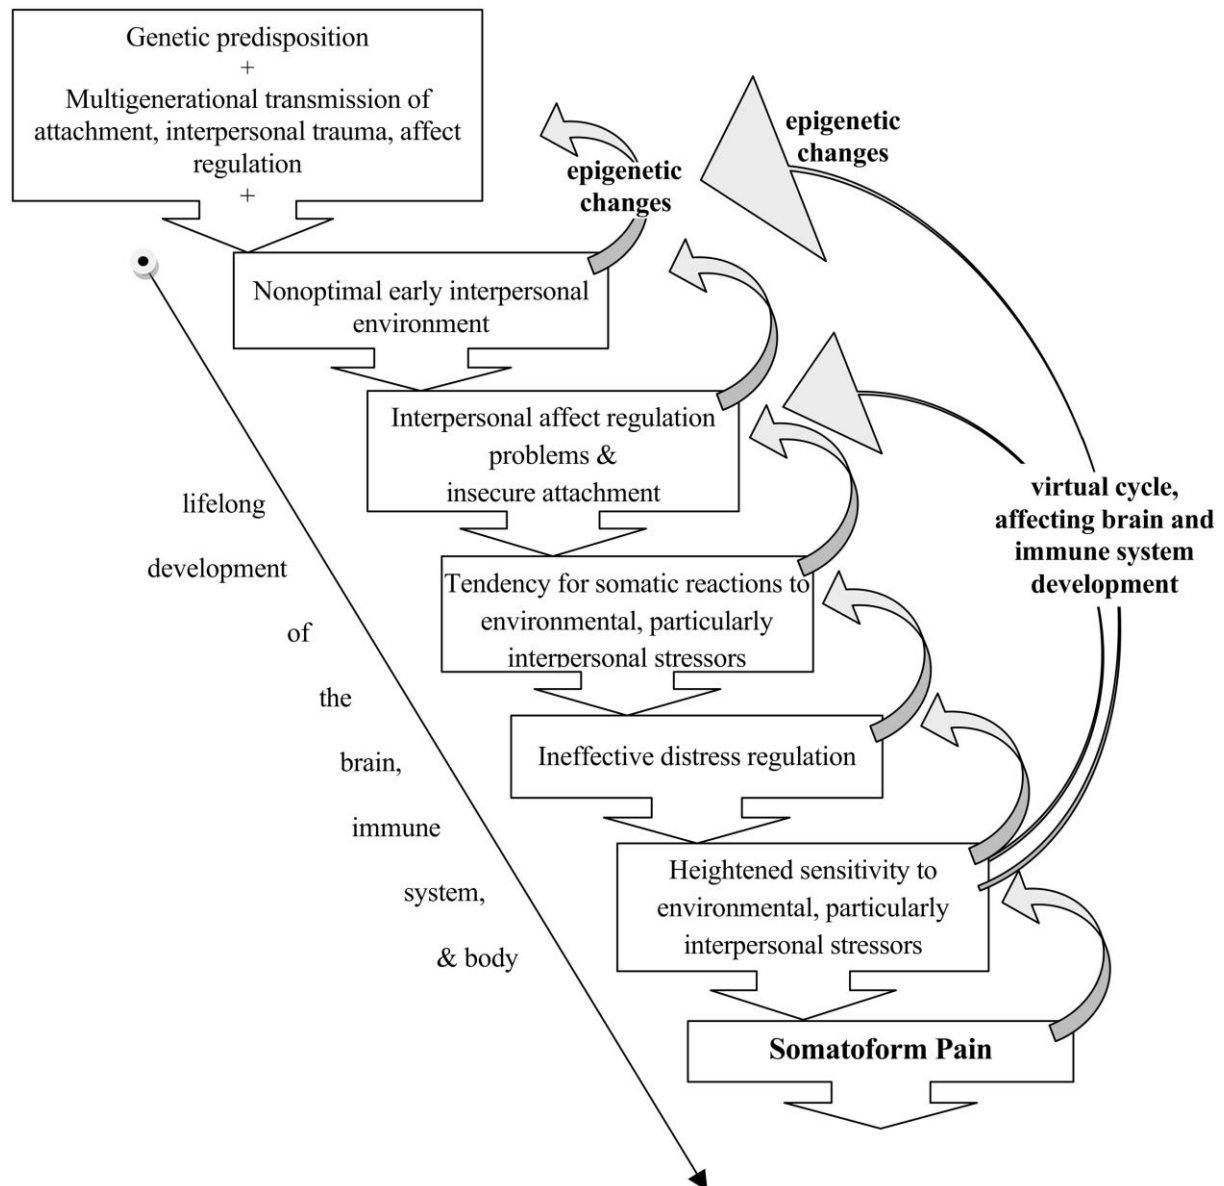 Genetic predisposition
+
Multigenerational transmission of
attachment, interpersonal trauma, affect
regulation
+
epigenetic
changes
epigenetic
changes
Nonoptimal early interpersonal
environment
Interpersonal affect regulation
problems &
insecure attachment
virtual cycle,
affecting brain and
immune system
development
Tendency for somatic reactions to
environmental, particularly
interpersonal stressors
Ineffective distress regulation
Heightened sensitivity to
environmental, particularly
interpersonal stressors
Somatoform Pain
lifelong
development
of
the
brain,
immune
system,
& body